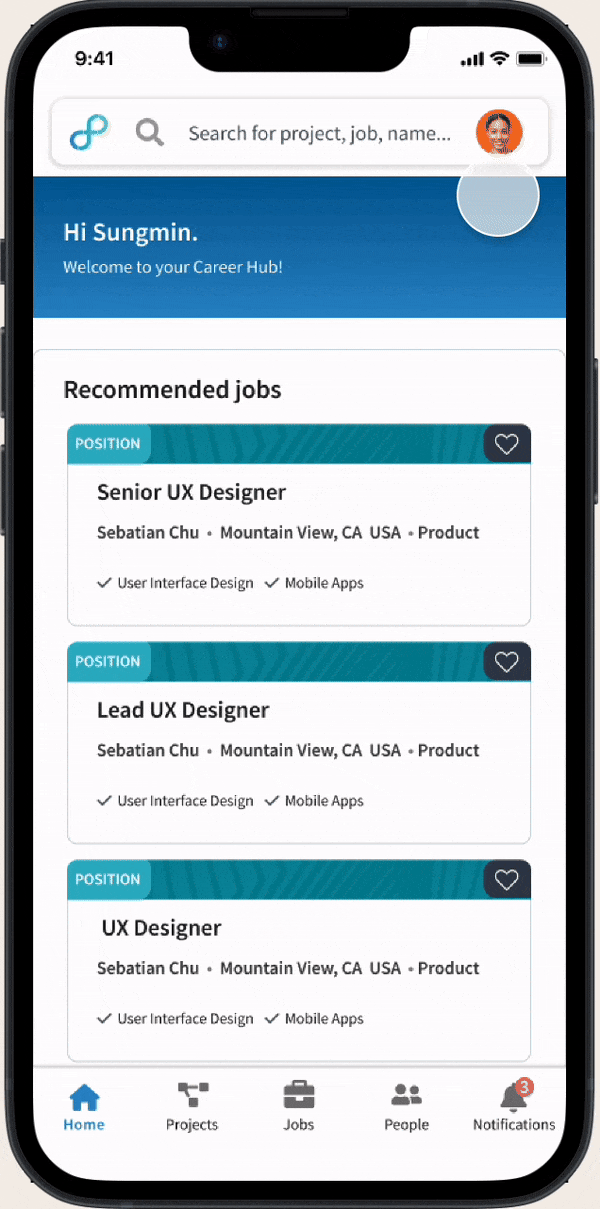 9:41
Search for project, job, name...
Hi Sungmin.
Welcome to your Career Hub!
Recommended jobs
POSITION
Senior UX Designer
Sebatian Chu • Mountain View, CA USA • Product
User Interface Design Mobile Apps
POSITION
Lead UX Designer
Sebatian Chu • Mountain View, CA USA • Product
User Interface Design Mobile Apps
POSITION
UX Designer
Sebatian Chu • Mountain View, CA USA • Product
User Interface Design Mobile Apps
3
Home Projects Jobs People Notifications